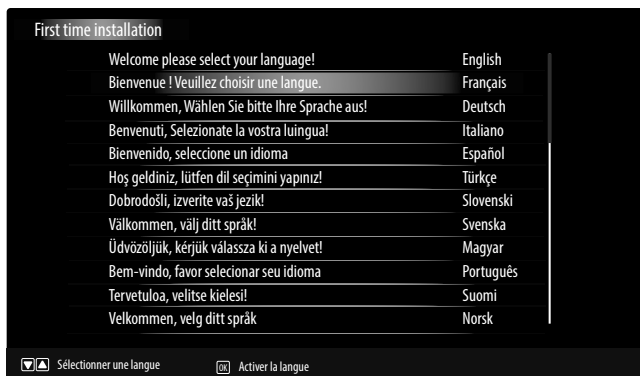 First time installation
Welcome please select your language! English
Bienvenue ! Veuillez choisir une langue. Français
Willkommen, Wählen Sie bitte Ihre Sprache aus! Deutsch
Benvenuti, Selezionate la vostra luingua! Italiano
Bienvenido, seleccione un idioma Español
Hoş geldiniz, lütfen dil seçimini yapınız! Türkçe
Dobrodošli, izverite vaš jezik! Slovenski
Välkommen, välj ditt språk! Svenska
Üdvözöljük, kérjük válassza ki a nyelvet! Magyar
Bem-vindo, favor selecionar seu idioma Português
Tervetuloa, velitse kielesi! Suomi
Velkommen, velg ditt språk Norsk
Sélectionner une langue OK Activer la langue